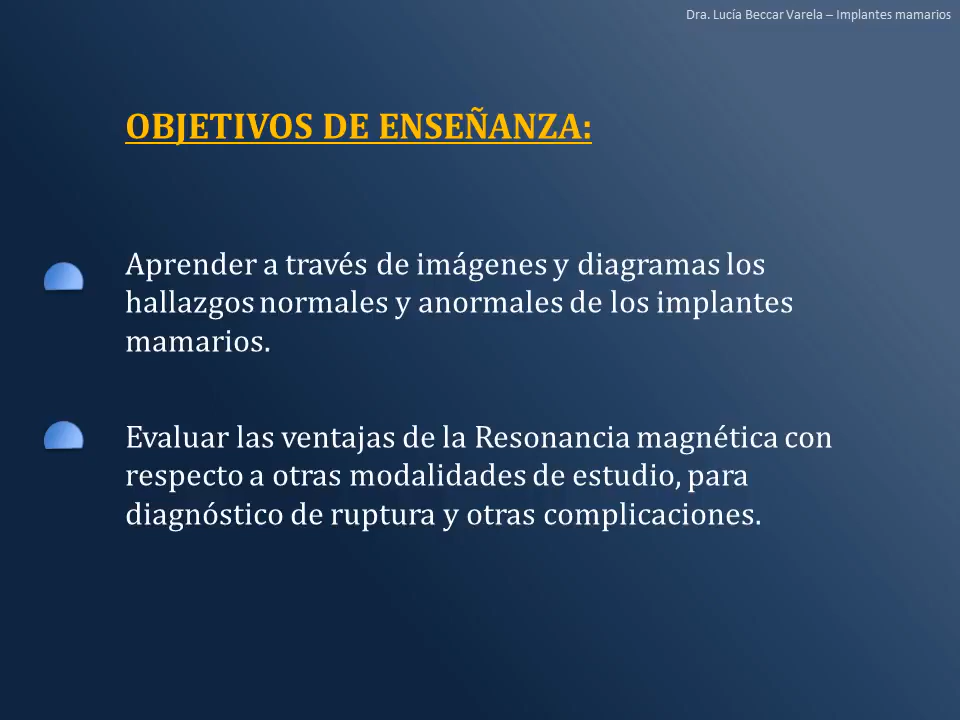 Dra. Lucía Beccar Varela – Implantes mamarios
OBJETIVOS DE ENSEÑANZA:
Aprender a través de imágenes y diagramas los
hallazgos normales y anormales de los implantes
mamarios.
Evaluar las ventajas de la Resonancia magnética con
respecto a otras modalidades de estudio, para
diagnóstico de ruptura y otras complicaciones.